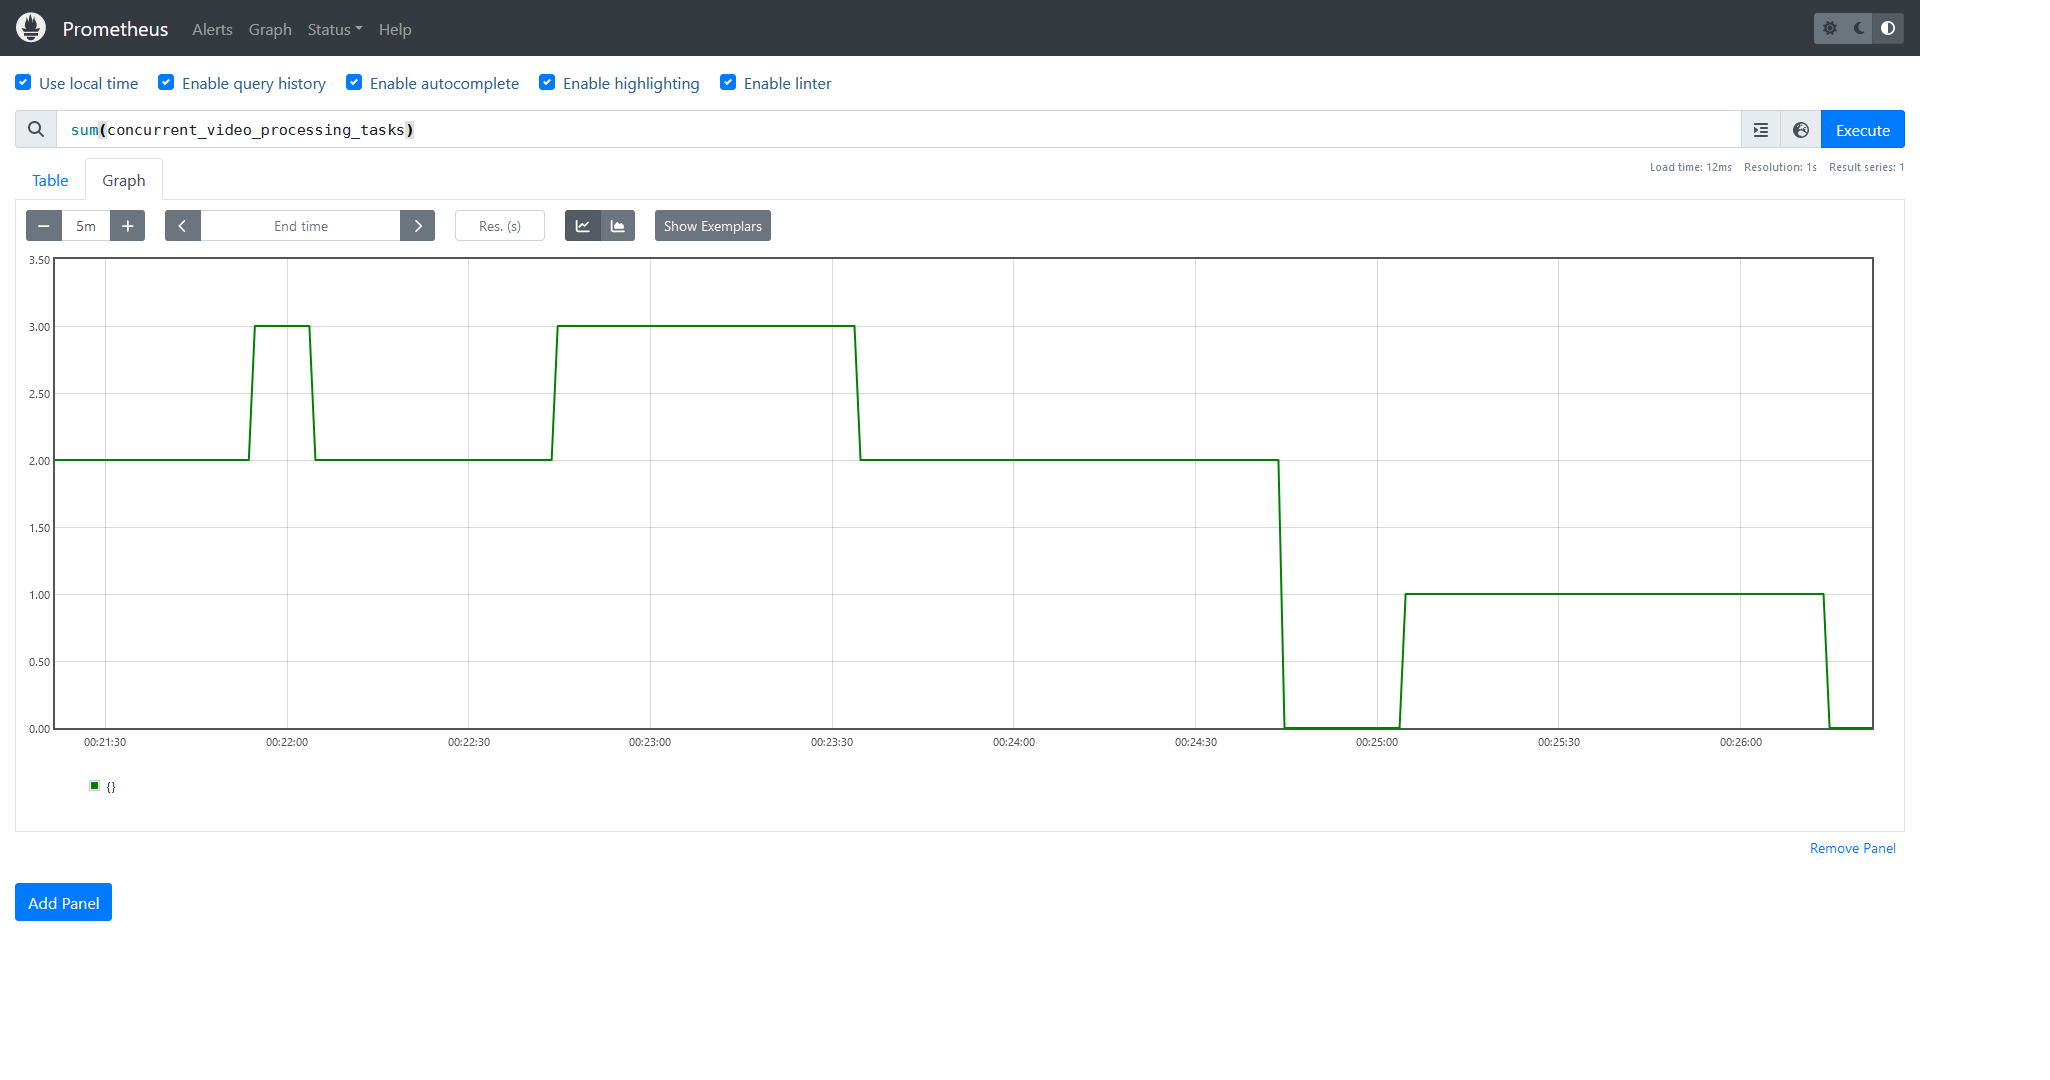 Prometheus Alerts Graph Status Help
Use local time Enable query history Enable autocomplete Enable highlighting Enable linter
sum(concurrent_video_processing_tasks) Execute
Table Graph Load time: 12ms Resolution: 1s Result series: 1
5m End time Res. (s) Show Exemplars
3.50
3.00
2.50
2.00
1.50
1.00
0.50
0.00
00:21:30 00:22:00 00:22:30 00:23:00 00:23:30 00:24:00 00:24:30 00:25:00 00:25:30 00:26:00
{}
Remove Panel
Add Panel